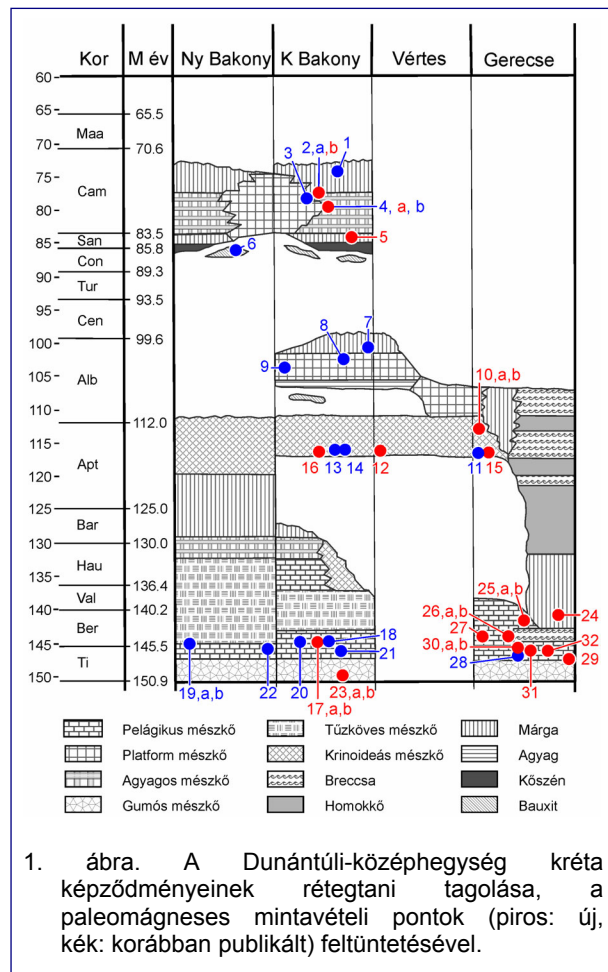 Kor M év Ny Bakony K Bakony Vértes Gerecse
60
65
65.5
Maa
70
70.6
2,a,b 1
3
75
Cam
80
4, a, b
83.5
85
San
5
85.8
6
Con
90
89.3
Tur
95
93.5
Cen
8 7
100
99.6
9
105
Alb
10,a,b
110
112.0
115
Apt
16 13 14 12 11 15
120
125
125.0
Bar
130
130.0
Hau
135
136.4
25,a,b
Val
140
140.2
26,a,b 24
Ber
27
18
145
145.5
30,a,b 32
21
Ti
28 29
150
150.9
19,a,b 22 20 23,a,b 31
17,a,b
Pelágikus mészkő Tűzköves mészkő Márga
Platform mészkő Krinoideás mészkő Agyag
Agyagos mészkő Breccsa Kőszén
Gumós mészkő Homokkő Bauxit
1. ábra. A Dunántúli-középhegység kréta
képződményeinek rétegtani tagolása, a
paleomágneses mintavételi pontok (piros: új,
kék: korábban publikált) feltüntetésével.